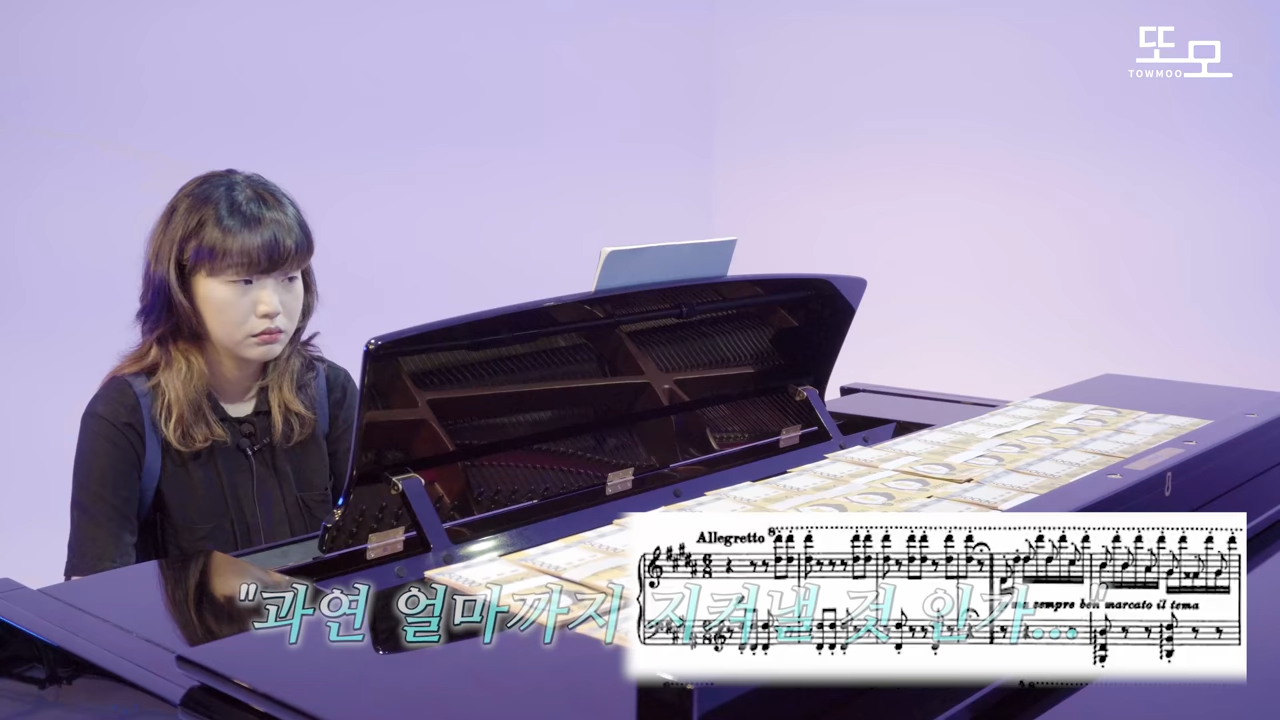 또모
TOWMOO
Allegretto
ma sempre ben marcato il tema
"과연 얼마까지 지켜낼 것 인가..."